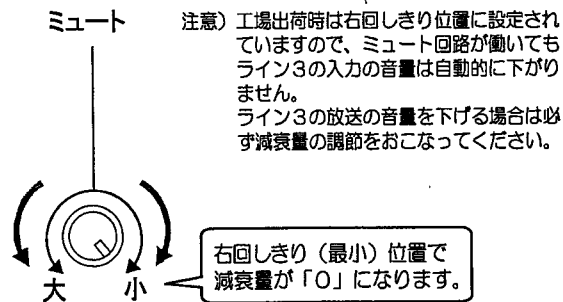 ミュート
注意）工場出荷時は右回しきり位置に設定され
ていますので、ミュート回路が働いても
ライン3の入力の音量は自動的に下がり
ません。
ライン3の放送の音量を下げる場合は必
ず減衰量の調節をおこなってください。
大
小
右回しきり（最小）位置で
減衰量が「0」になります。